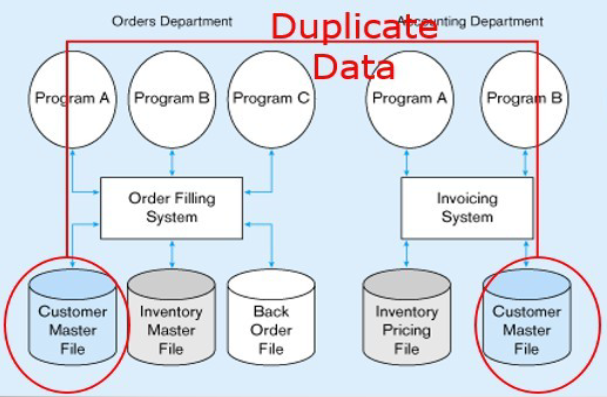 Orders Department
Accounting Department
Duplicate
Data
Program A
Program B
Program C
Program A
Program B
Order Filling
System
Invoicing
System
Customer
Master
File
Inventory
Master
File
Back
Order
File
Inventory
Pricing
File
Customer
Master
File